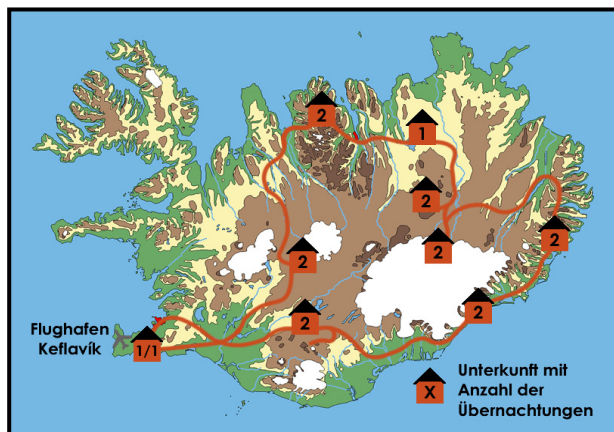 2
1
2
2
2
2
2
2
Flughafen
Keflavík
1/1
X
Unterkunft mit
Anzahl der
Übernachtungen